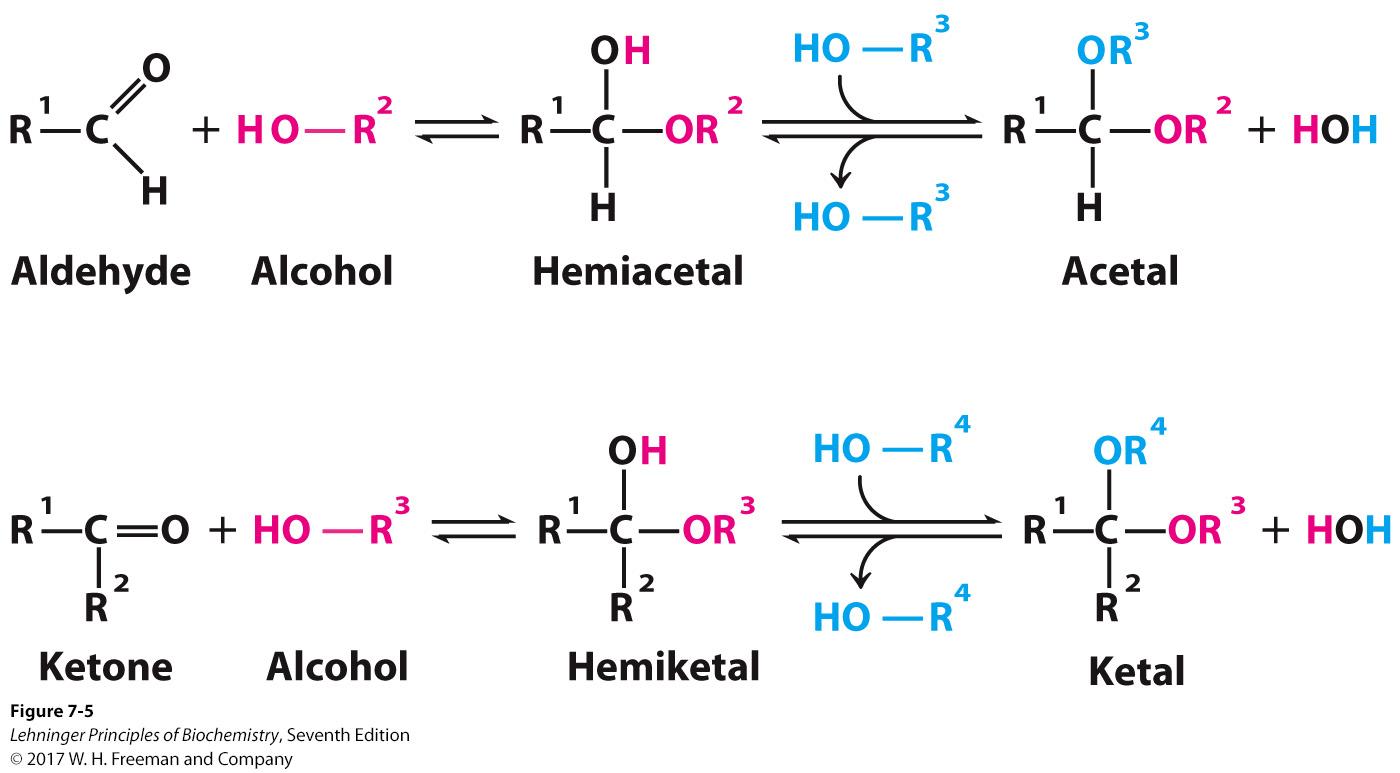 OH HO — R³ OR³
O
R¹—C + HO—R² R¹—C—OR² R¹—C—OR² + HOH
H
H HO — R³ H
Aldehyde Alcohol Hemiacetal Acetal
OH HO — R⁴ OR⁴
R¹—C=O + HO — R³ R¹—C—OR³ R¹—C—OR³ + HOH
R² R² HO — R⁴ R²
Ketone Alcohol Hemiketal Ketal
Figure 7-5
Lehninger Principles of Biochemistry, Seventh Edition
© 2017 W. H. Freeman and Company